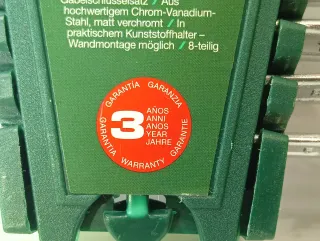 Gabelschlüsselsatz / Aus
hochwertigem Chrom-Vanadium-
Stahl, matt verchromt / In
praktischem Kunststoffhalter –
Wandmontage möglich / 8-teilig
GARANTÍA GARANZIA
3
AÑOS
ANNI
ANOS
YEAR
JAHRE
GARANTIA WARRANTY GARANTIE